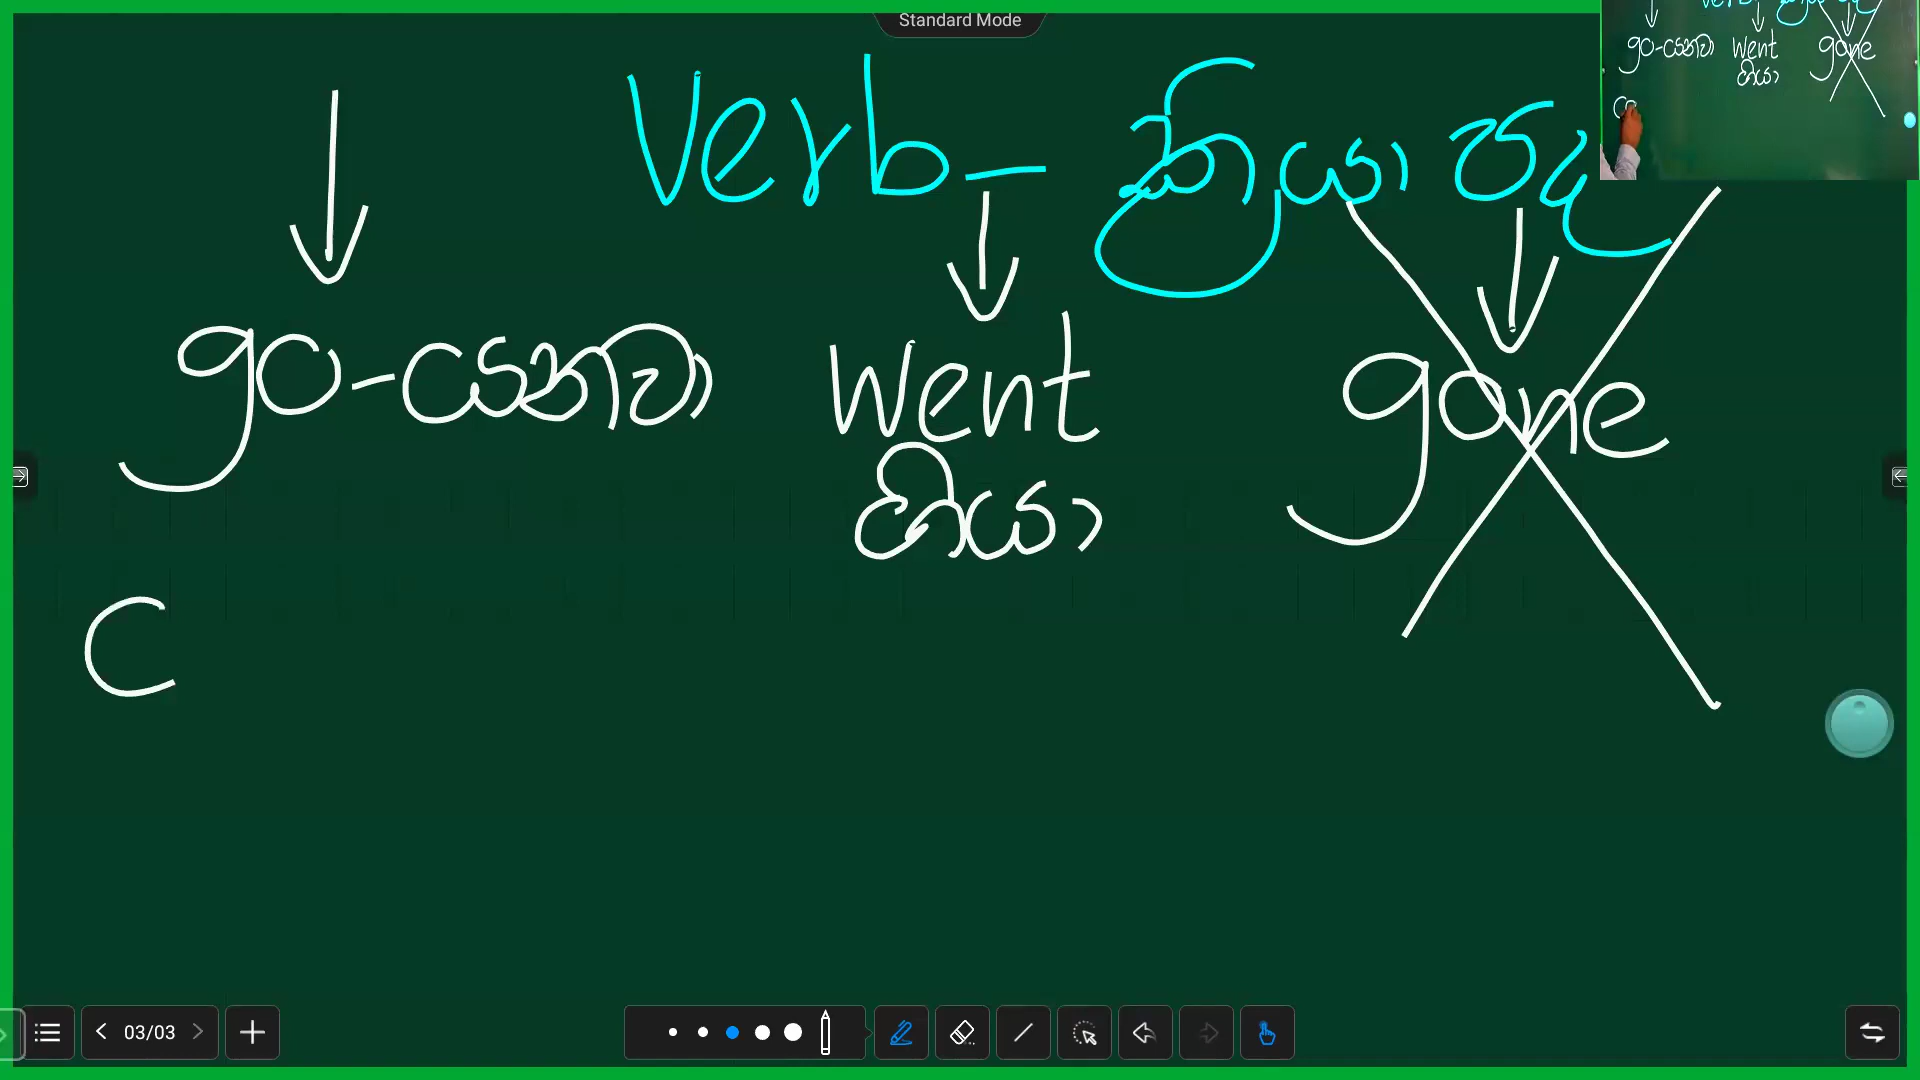 Standard Mode
Verb - ක්‍රියා පද
go - යනවා went gone
ගියා
C
03/03